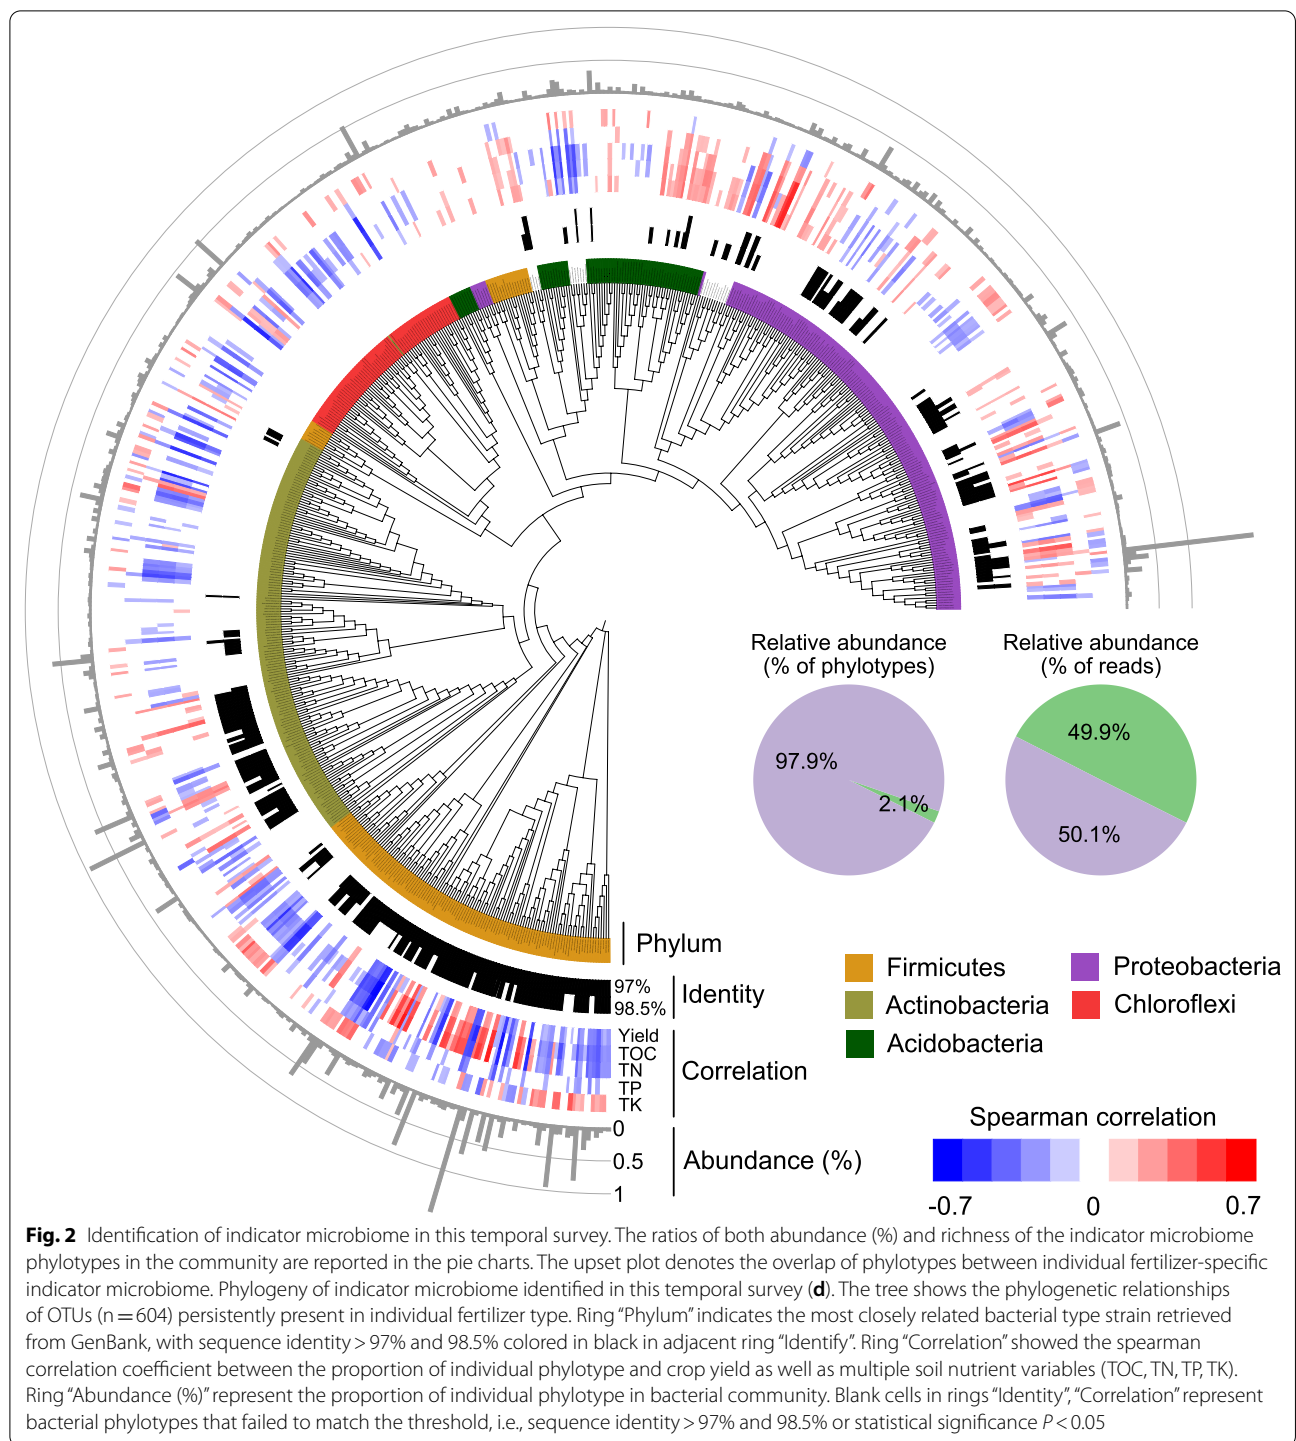 Relative abundance
(% of phylotypes)
Relative abundance
(% of reads)
97.9%
2.1%
49.9%
50.1%
Phylum
97%
98.5%
Identity
Yield
TOC
TN
TP
TK
Correlation
0
0.5
1
Abundance (%)
Firmicutes
Actinobacteria
Acidobacteria
Proteobacteria
Chloroflexi
Spearman correlation
-0.7
0
0.7
Fig. 2 Identification of indicator microbiome in this temporal survey. The ratios of both abundance (%) and richness of the indicator microbiome
phylotypes in the community are reported in the pie charts. The upset plot denotes the overlap of phylotypes between individual fertilizer-specific
indicator microbiome. Phylogeny of indicator microbiome identified in this temporal survey (d). The tree shows the phylogenetic relationships
of OTUs (n = 604) persistently present in individual fertilizer type. Ring “Phylum” indicates the most closely related bacterial type strain retrieved
from GenBank, with sequence identity > 97% and 98.5% colored in black in adjacent ring “Identify”. Ring “Correlation” showed the spearman
correlation coefficient between the proportion of individual phylotype and crop yield as well as multiple soil nutrient variables (TOC, TN, TP, TK).
Ring “Abundance (%)” represent the proportion of individual phylotype in bacterial community. Blank cells in rings “Identity”, “Correlation” represent
bacterial phylotypes that failed to match the threshold, i.e., sequence identity > 97% and 98.5% or statistical significance P < 0.05